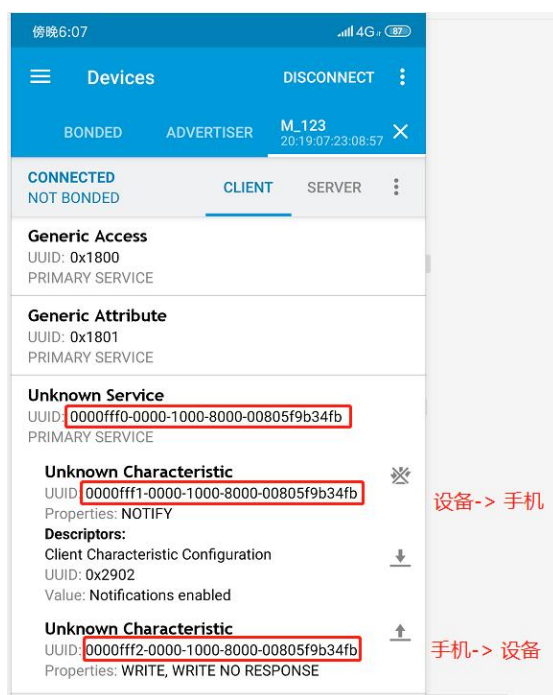 傍晚6:07
4G
87
Devices
DISCONNECT
BONDED
ADVERTISER
M_123
20:19:07:23:08:57
CONNECTED
NOT BONDED
CLIENT
SERVER
Generic Access
UUID: 0x1800
PRIMARY SERVICE
Generic Attribute
UUID: 0x1801
PRIMARY SERVICE
Unknown Service
UUID: 0000fff0-0000-1000-8000-00805f9b34fb
PRIMARY SERVICE
Unknown Characteristic
UUID: 0000fff1-0000-1000-8000-00805f9b34fb
设备-> 手机
Properties: NOTIFY
Descriptors:
Client Characteristic Configuration
UUID: 0x2902
Value: Notifications enabled
Unknown Characteristic
UUID: 0000fff2-0000-1000-8000-00805f9b34fb
手机-> 设备
Properties: WRITE, WRITE NO RESPONSE